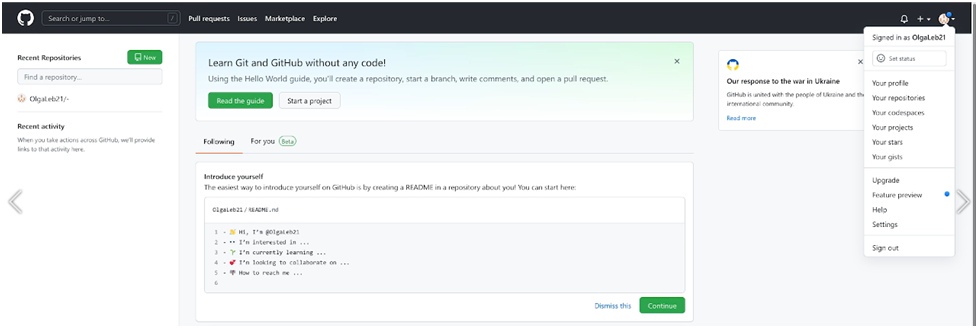 Search or jump to...
/
Pull requests
Issues
Marketplace
Explore
Recent Repositories
New
Find a repository...
OlgaLeb21/-
Recent activity
When you take actions across GitHub, we'll provide
links to that activity here.
Learn Git and GitHub without any code!
Using the Hello World guide, you'll create a repository, start a branch, write comments, and open a pull request.
Read the guide
Start a project
Following
For you
Beta
Introduce yourself
The easiest way to introduce yourself on GitHub is by creating a README in a repository about you! You can start here:
OlgaLeb21 / README.md
1 - Hi, I'm @OlgaLeb21
2 - I'm interested in ...
3 - I'm currently learning ...
4 - I'm looking to collaborate on ...
5 - How to reach me ...
6
Dismiss this
Continue
Our response to the war in Ukraine
GitHub is united with the people of Ukraine and the
international community.
Read more
Signed in as OlgaLeb21
Set status
Your profile
Your repositories
Your codespaces
Your projects
Your stars
Your gists
Upgrade
Feature preview
Help
Settings
Sign out